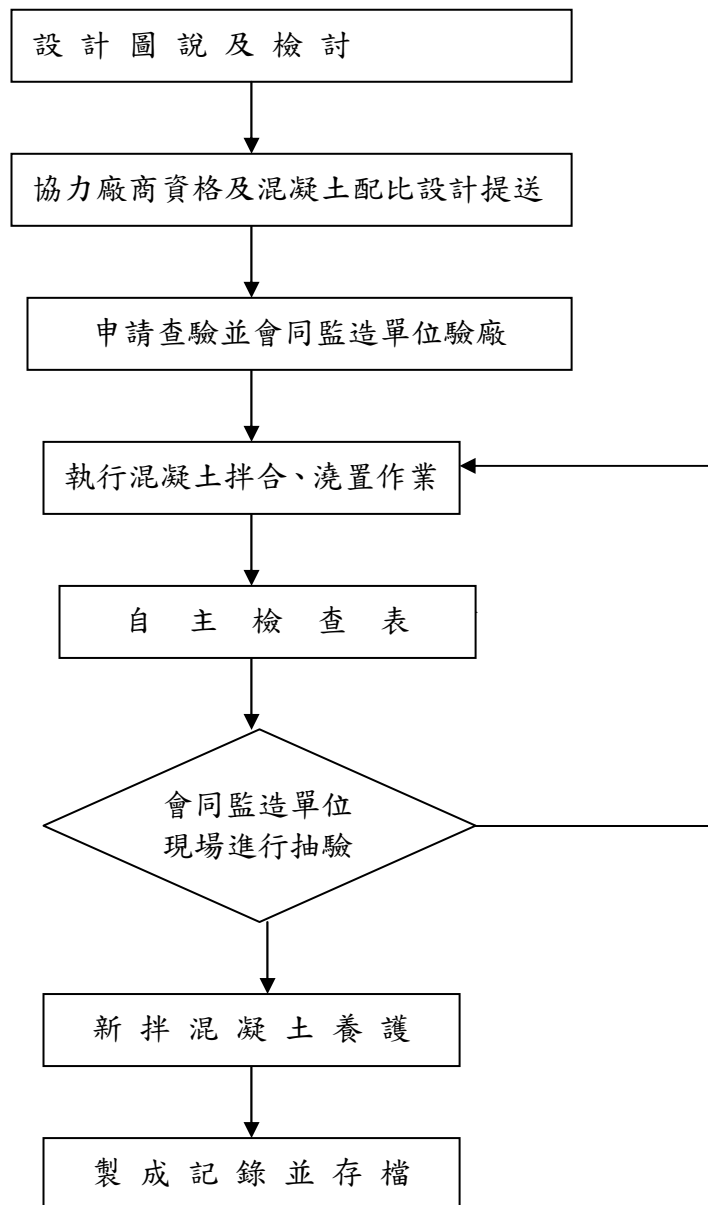 設計圖說及檢討
協力廠商資格及混凝土配比設計提送
申請查驗並會同監造單位驗廠
執行混凝土拌合、澆置作業
自主檢查表
會同監造單位
現場進行抽驗
新拌混凝土養護
製成記錄並存檔